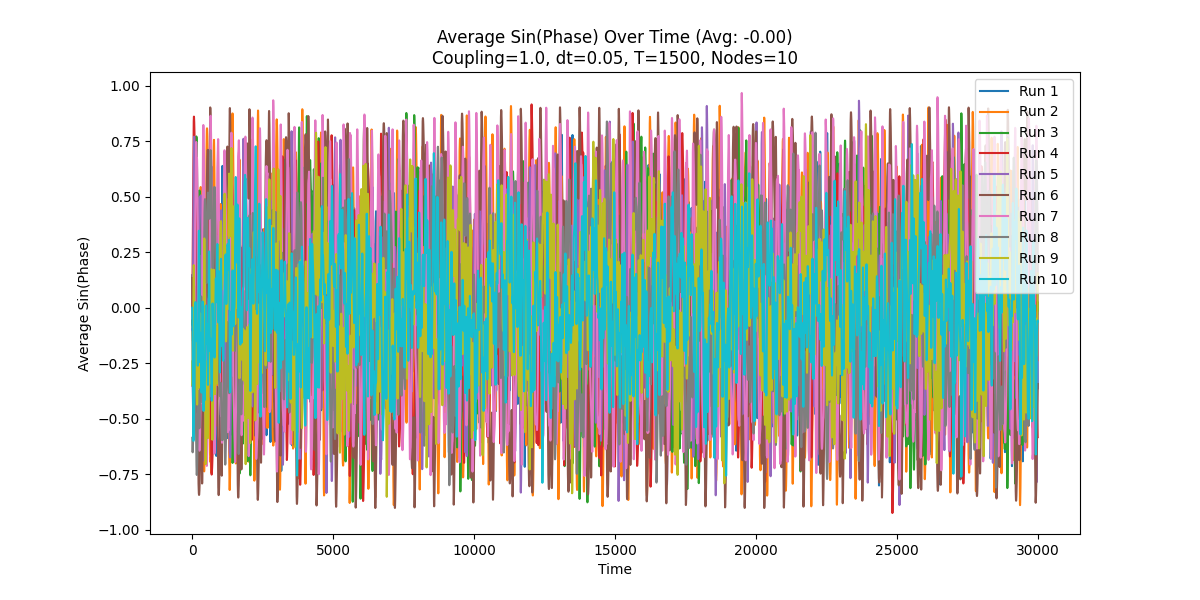 Average Sin(Phase) Over Time (Avg: -0.00)
Coupling=1.0, dt=0.05, T=1500, Nodes=10
Average Sin(Phase)
1.00
0.75
0.50
0.25
0.00
−0.25
−0.50
−0.75
−1.00
Run 1
Run 2
Run 3
Run 4
Run 5
Run 6
Run 7
Run 8
Run 9
Run 10
0
5000
10000
15000
20000
25000
30000
Time